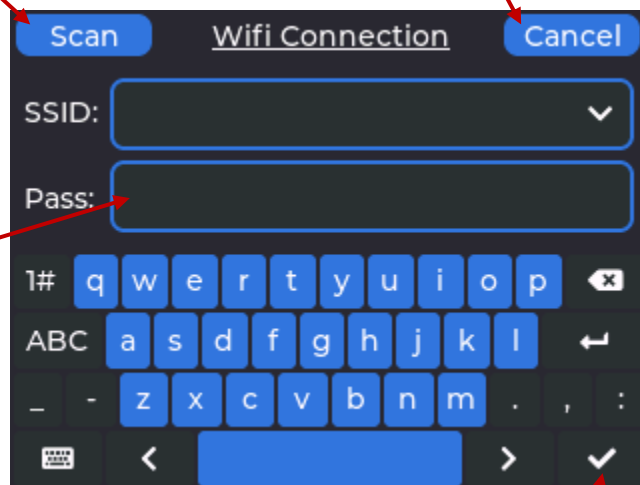 Scan Wifi Connection Cancel
SSID:
Pass:
1# q w e r t y u i o p
ABC a s d f g h j k l
_ - z x c v b n m . , :